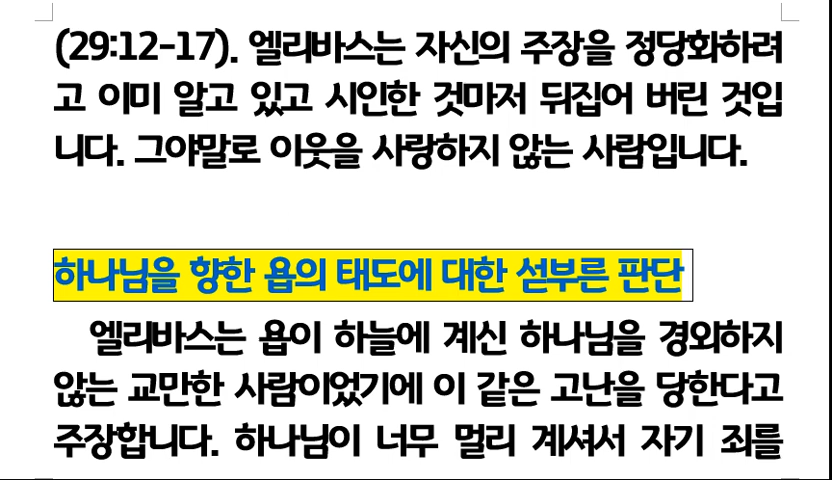 (29:12-17). 엘리바스는 자신의 주장을 정당화하려
고 이미 알고 있고 시인한 것마저 뒤집어 버린 것입
니다. 그야말로 이웃을 사랑하지 않는 사람입니다.
하나님을 향한 욥의 태도에 대한 섣부른 판단
엘리바스는 욥이 하늘에 계신 하나님을 경외하지
않는 교만한 사람이었기에 이 같은 고난을 당한다고
주장합니다. 하나님이 너무 멀리 계셔서 자기 죄를